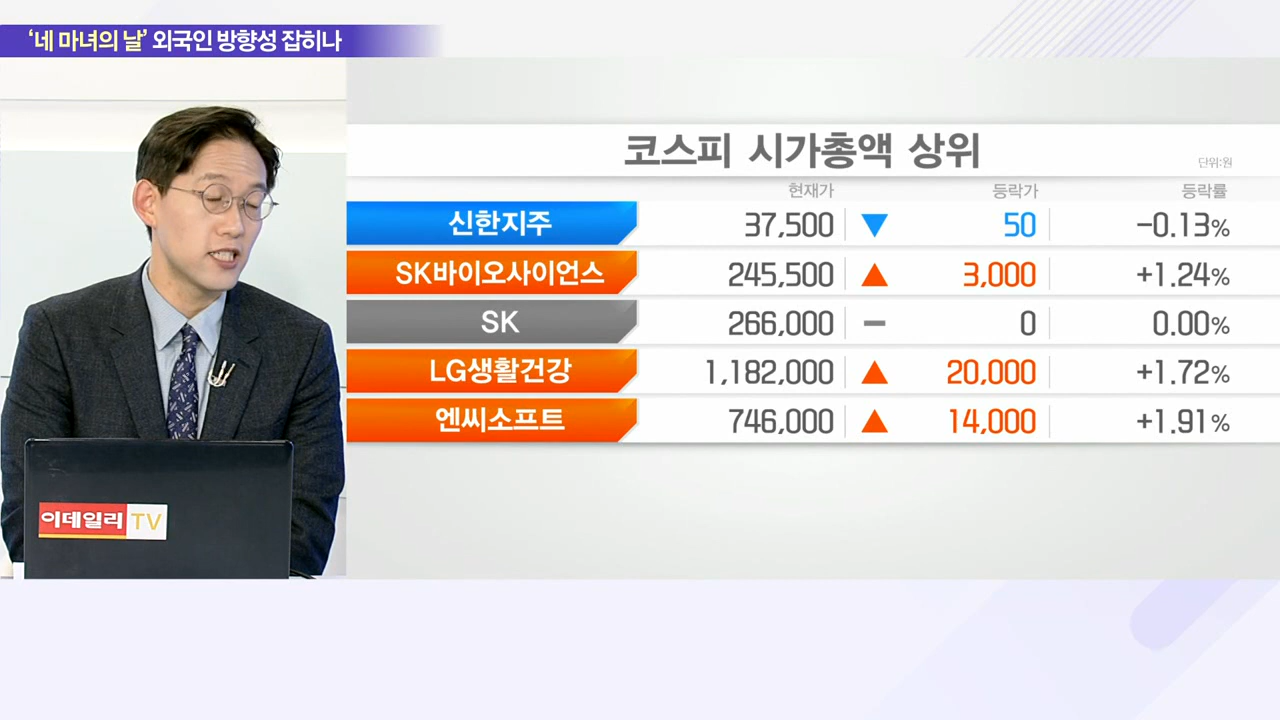 ‘네 마녀의 날’ 외국인 방향성 잡히나
코스피 시가총액 상위
단위:원
현재가 등락가 등락률
신한지주 37,500 ▼ 50 -0.13%
SK바이오사이언스 245,500 ▲ 3,000 +1.24%
SK 266,000 - 0 0.00%
LG생활건강 1,182,000 ▲ 20,000 +1.72%
엔씨소프트 746,000 ▲ 14,000 +1.91%
이데일리TV